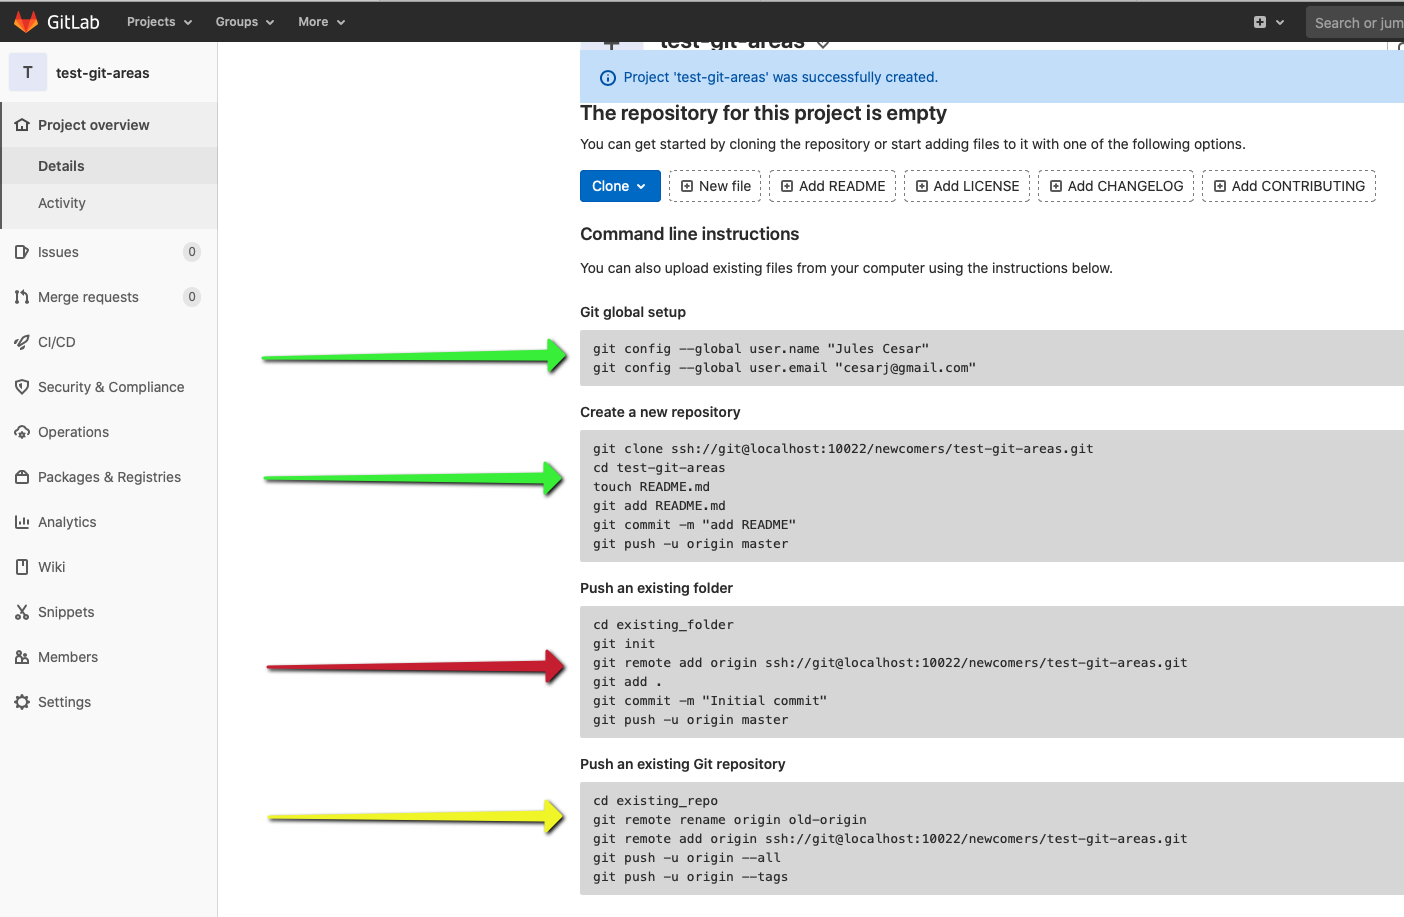 GitLab Projects Groups More Search or jum
T test-git-areas
Project overview
Details
Activity
Issues 0
Merge requests 0
CI/CD
Security & Compliance
Operations
Packages & Registries
Analytics
Wiki
Snippets
Members
Settings
test-git-areas
Project 'test-git-areas' was successfully created.
The repository for this project is empty
You can get started by cloning the repository or start adding files to it with one of the following options.
Clone New file Add README Add LICENSE Add CHANGELOG Add CONTRIBUTING
Command line instructions
You can also upload existing files from your computer using the instructions below.
Git global setup
git config --global user.name "Jules Cesar"
git config --global user.email "cesarj@gmail.com"
Create a new repository
git clone ssh://git@localhost:10022/newcomers/test-git-areas.git
cd test-git-areas
touch README.md
git add README.md
git commit -m "add README"
git push -u origin master
Push an existing folder
cd existing_folder
git init
git remote add origin ssh://git@localhost:10022/newcomers/test-git-areas.git
git add .
git commit -m "Initial commit"
git push -u origin master
Push an existing Git repository
cd existing_repo
git remote rename origin old-origin
git remote add origin ssh://git@localhost:10022/newcomers/test-git-areas.git
git push -u origin --all
git push -u origin --tags